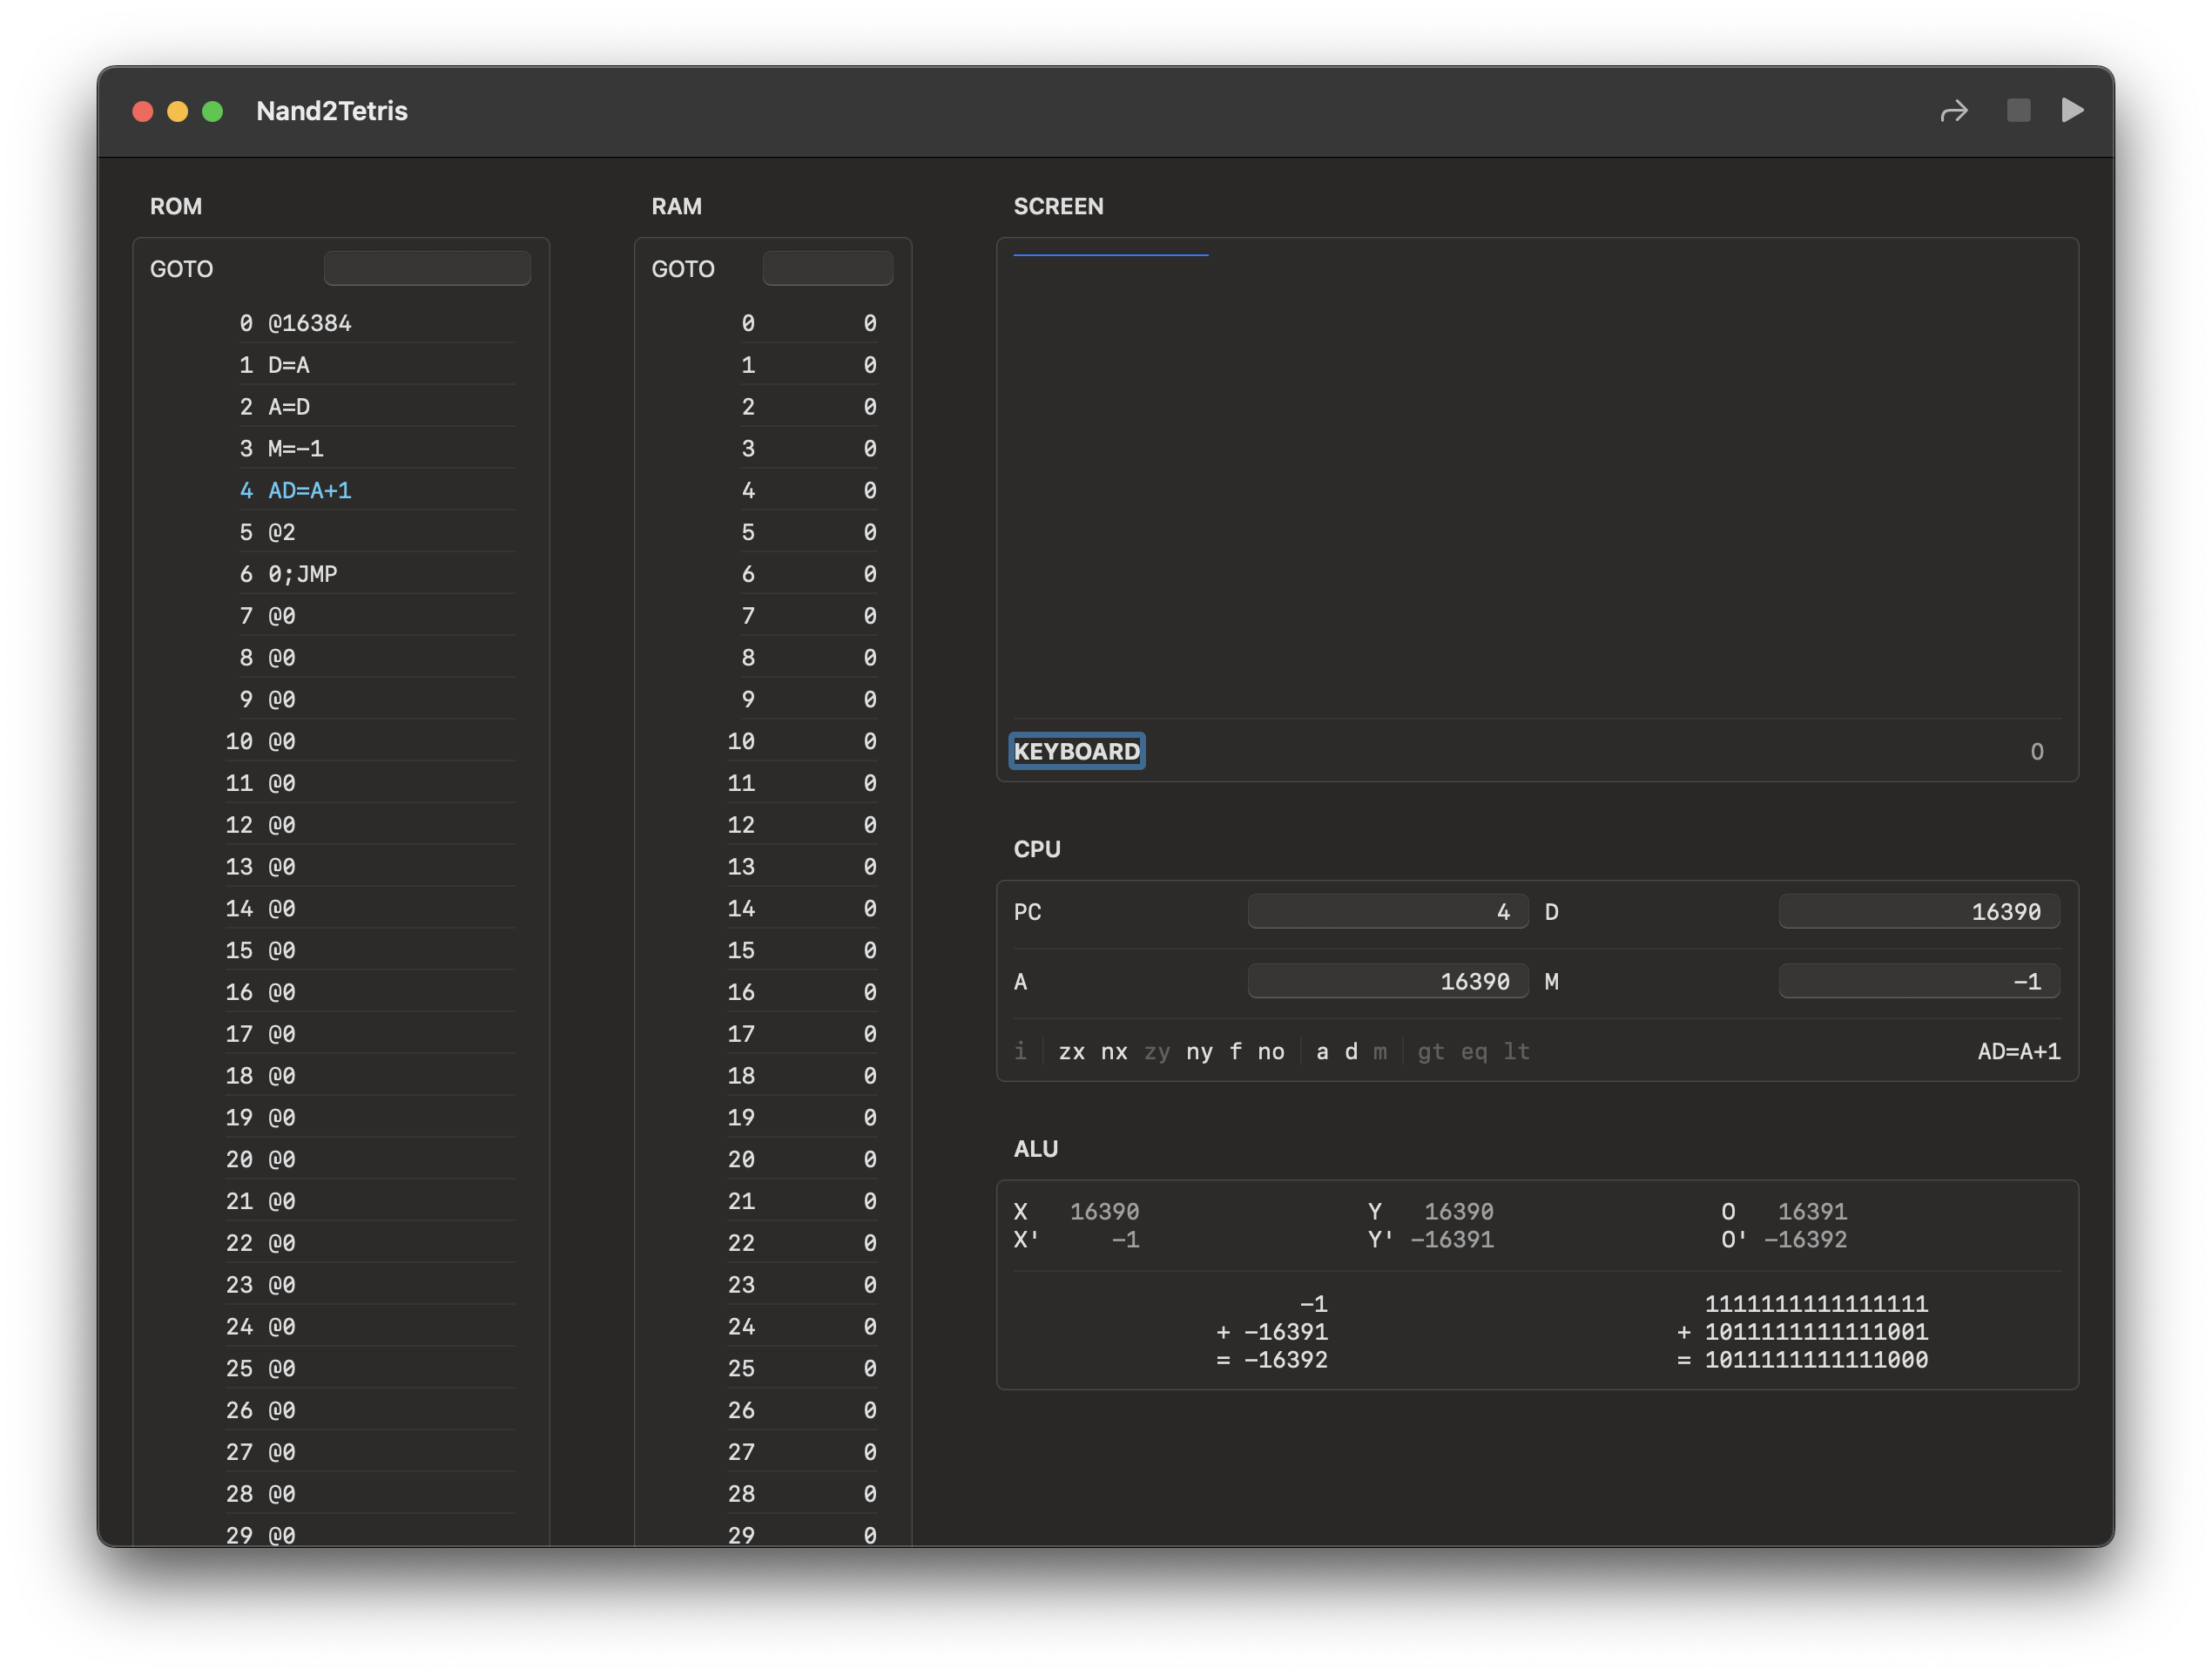 Nand2Tetris
ROM
GOTO
0 @16384
1 D=A
2 A=D
3 M=-1
4 AD=A+1
5 @2
6 0;JMP
7 @0
8 @0
9 @0
10 @0
11 @0
12 @0
13 @0
14 @0
15 @0
16 @0
17 @0
18 @0
19 @0
20 @0
21 @0
22 @0
23 @0
24 @0
25 @0
26 @0
27 @0
28 @0
29 @0
RAM
GOTO
0 0
1 0
2 0
3 0
4 0
5 0
6 0
7 0
8 0
9 0
10 0
11 0
12 0
13 0
14 0
15 0
16 0
17 0
18 0
19 0
20 0
21 0
22 0
23 0
24 0
25 0
26 0
27 0
28 0
29 0
SCREEN
KEYBOARD 0
CPU
PC 4 D 16390
A 16390 M -1
i zx nx zy ny f no a d m gt eq lt AD=A+1
ALU
X 16390 Y 16390 O 16391
X' -1 Y' -16391 O' -16392
-1 1111111111111111
+ -16391 + 1011111111111001
= -16392 = 1011111111111000